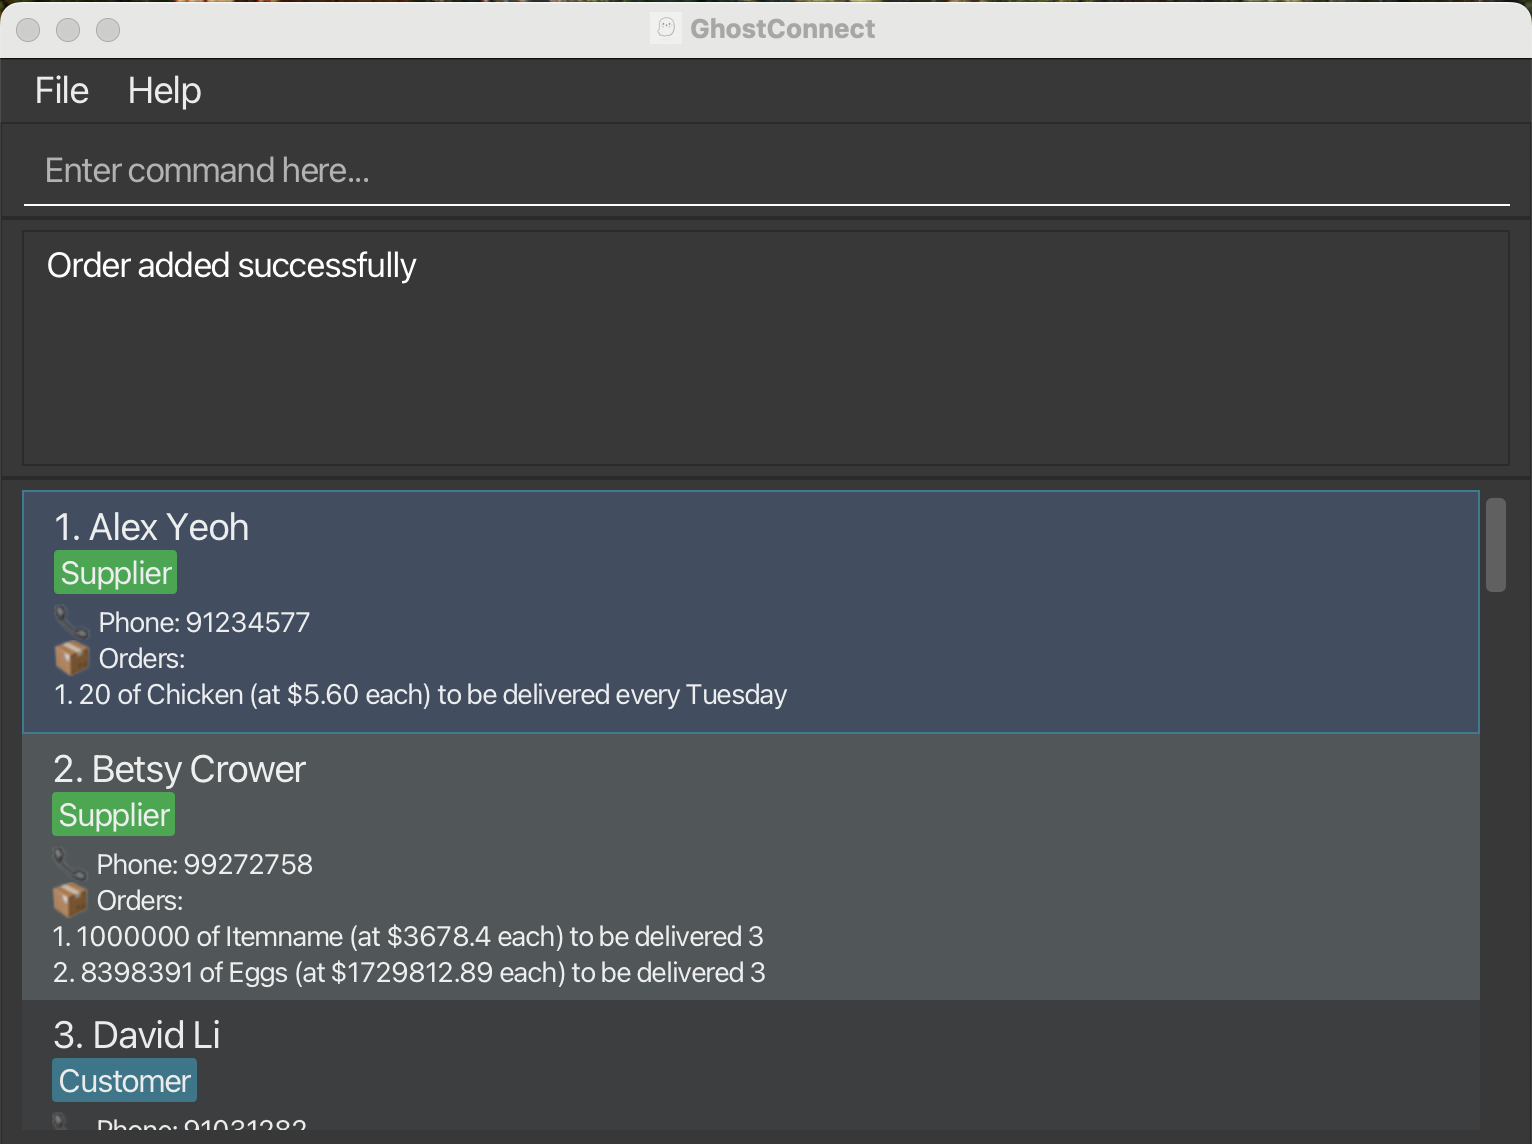 GhostConnect
File Help
Enter command here...
Order added successfully
1. Alex Yeoh
Supplier
Phone: 91234577
Orders:
1. 20 of Chicken (at $5.60 each) to be delivered every Tuesday
2. Betsy Crower
Supplier
Phone: 99272758
Orders:
1. 1000000 of Itemname (at $3678.4 each) to be delivered 3
2. 8398391 of Eggs (at $1729812.89 each) to be delivered 3
3. David Li
Customer
Phone: 91031282